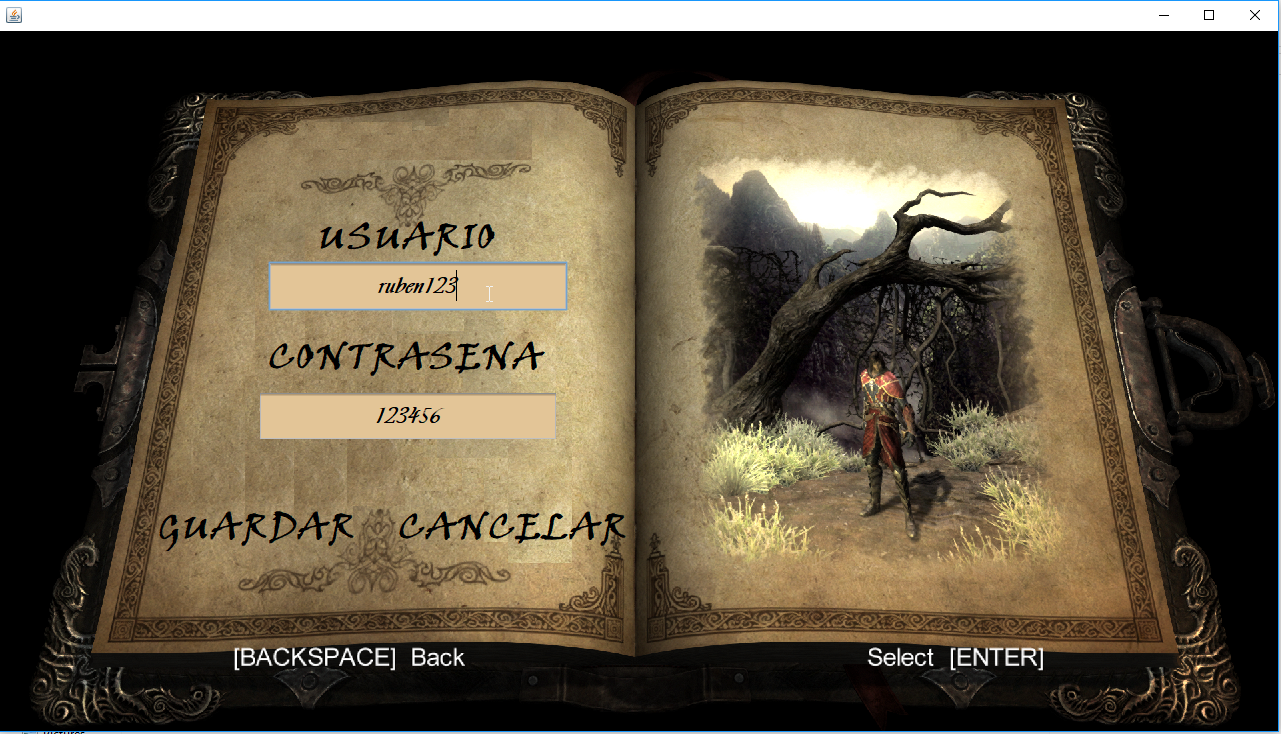 USUARIO
ruben123
CONTRASENA
123456
GUARDAR CANCELAR
[BACKSPACE] Back
Select [ENTER]